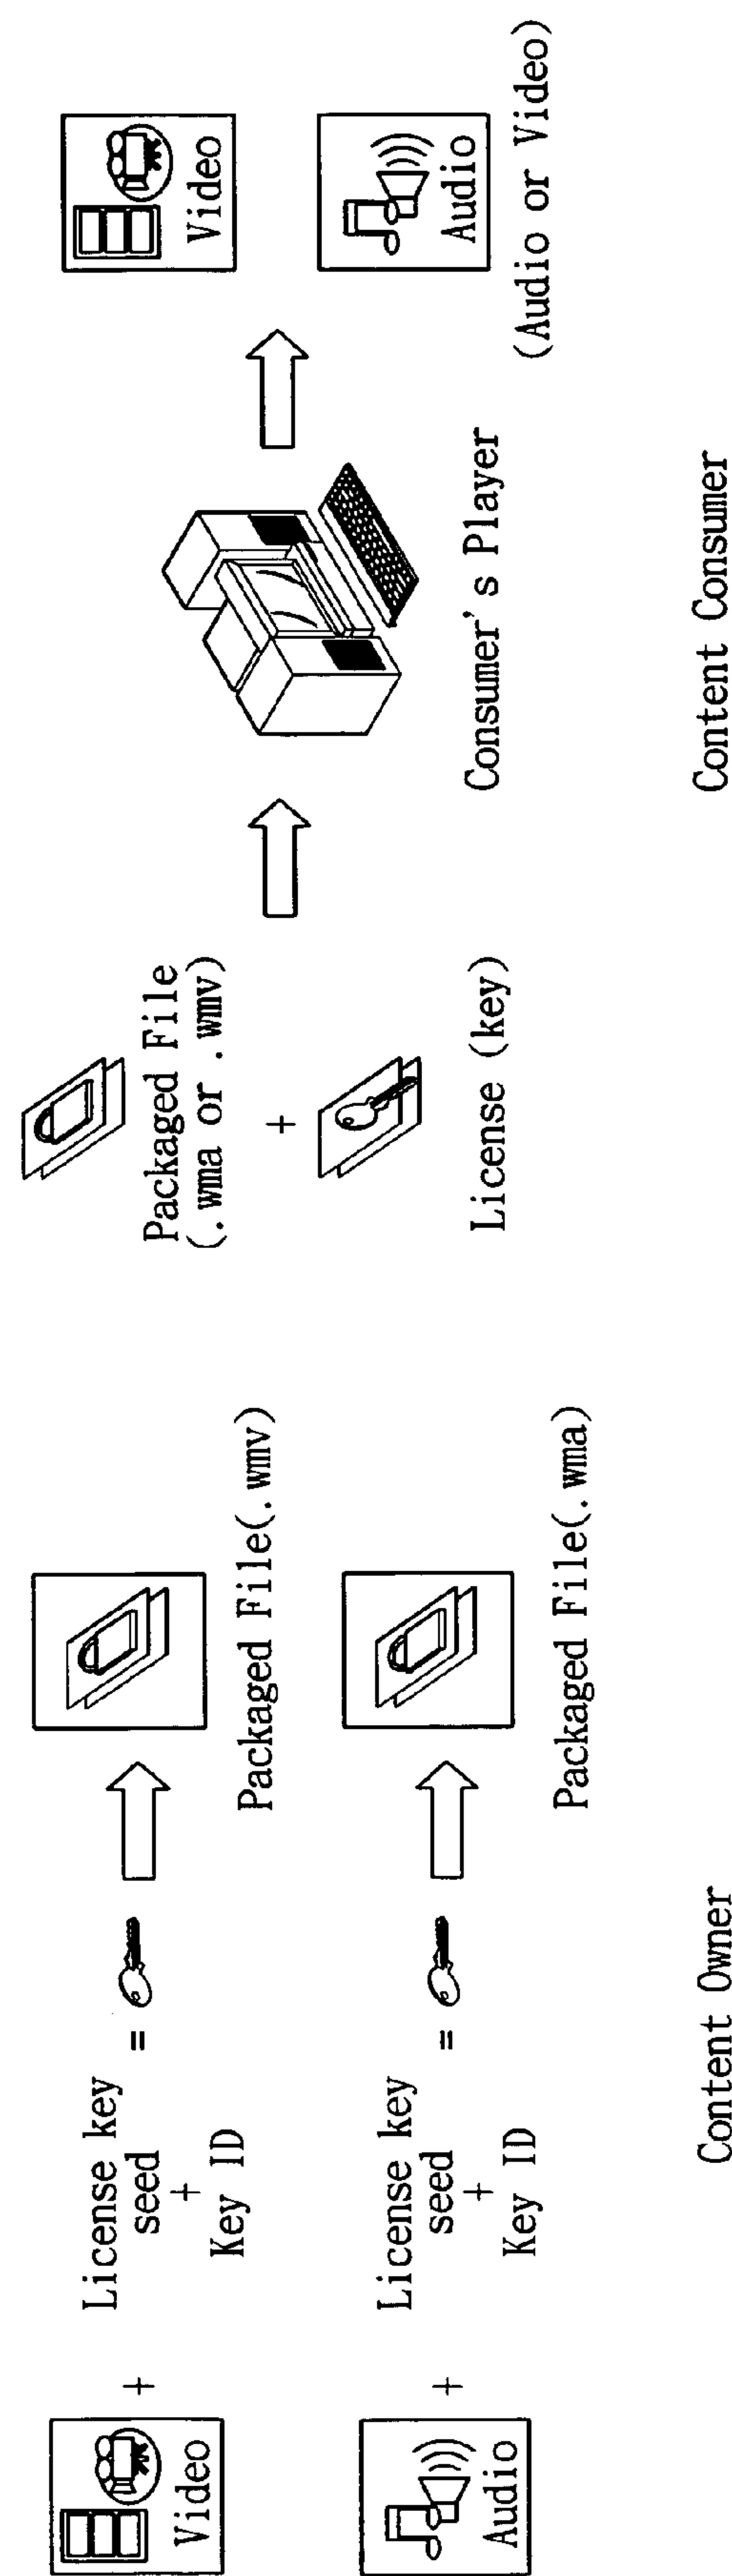 Video
+
License key
seed
+
Key ID
=
Packaged File(.wmv)
Audio
+
License key
seed
+
Key ID
=
Packaged File(.wma)
Content Owner
Packaged File
(.wma or .wmv)
+
License (key)
Consumer's Player
Video
Audio
(Audio or Video)
Content Consumer